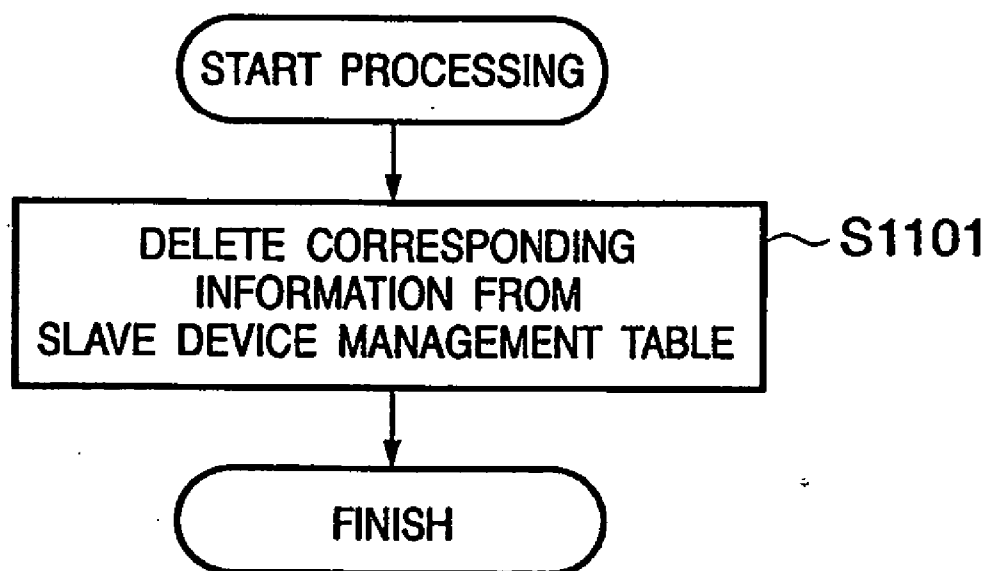 START PROCESSING
DELETE CORRESPONDING
INFORMATION FROM
SLAVE DEVICE MANAGEMENT TABLE
S1101
FINISH